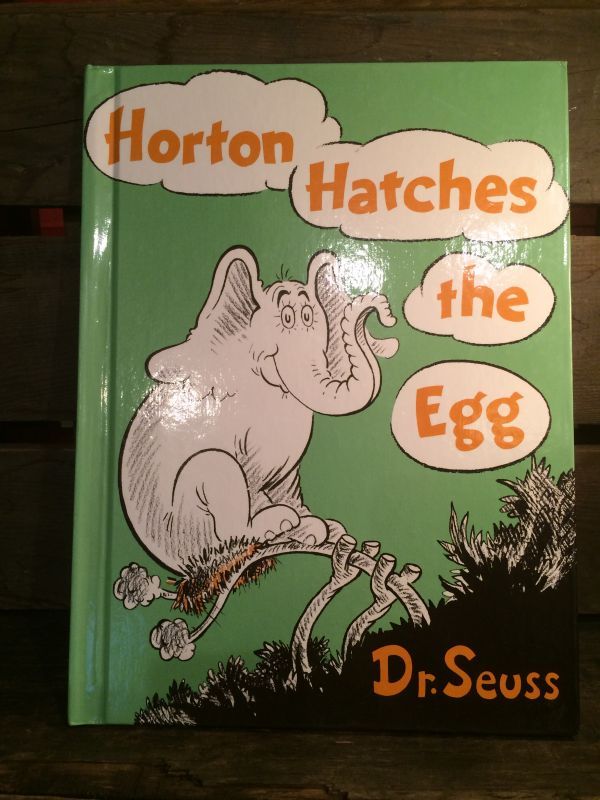 Horton
Hatches
the
Egg
Dr. Seuss